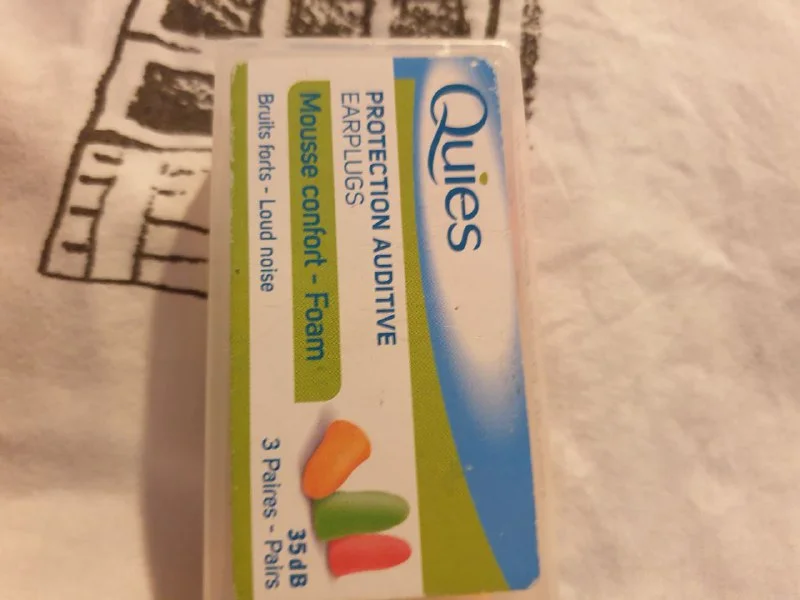 Quies
PROTECTION AUDITIVE
EARPLUGS
Mousse confort - Foam
Bruits forts - Loud noise
35dB
3 Paires - Pairs